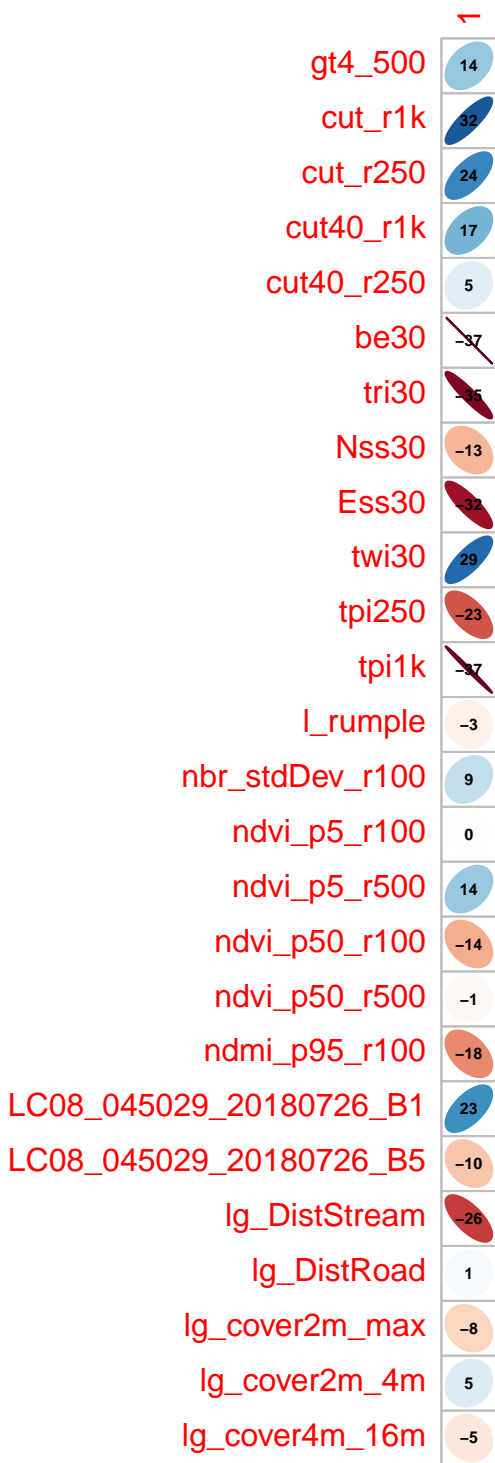 1
gt4_500 14
cut_r1k 32
cut_r250 24
cut40_r1k 17
cut40_r250 5
be30 −37
tri30 −35
Nss30 −13
Ess30 −32
twi30 29
tpi250 −23
tpi1k −37
l_rumple −3
nbr_stdDev_r100 9
ndvi_p5_r100 0
ndvi_p5_r500 14
ndvi_p50_r100 −14
ndvi_p50_r500 −1
ndmi_p95_r100 −18
LC08_045029_20180726_B1 23
LC08_045029_20180726_B5 −10
lg_DistStream −26
lg_DistRoad 1
lg_cover2m_max −8
lg_cover2m_4m 5
lg_cover4m_16m −5